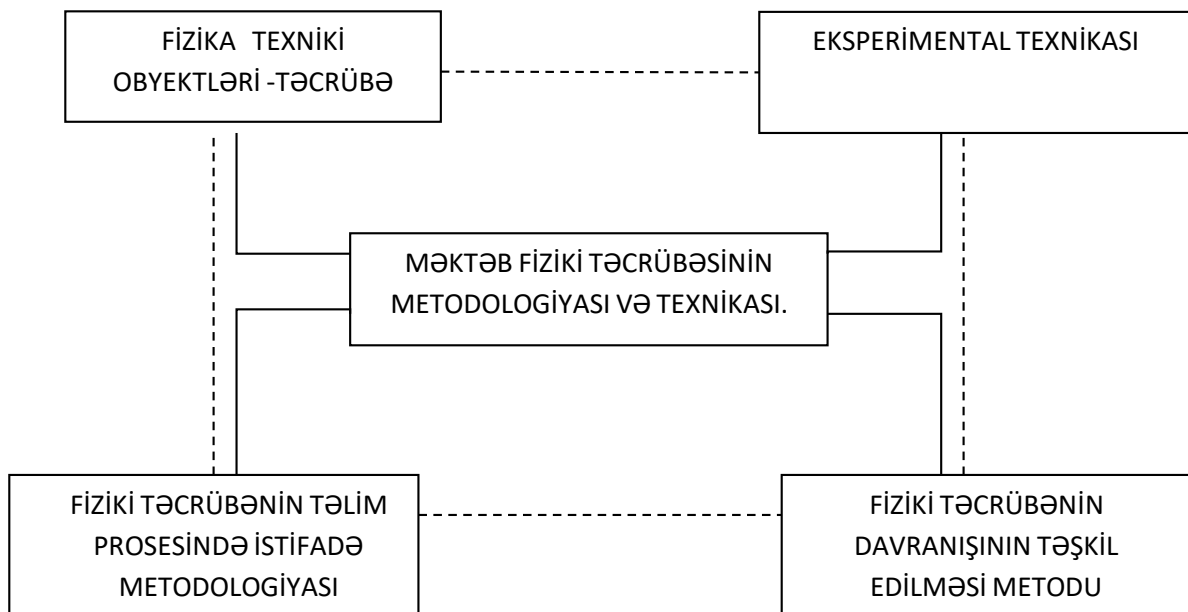 FİZİKA TEXNİKİ
OBYEKTLƏRİ -TƏCRÜBƏ
EKSPERİMENTAL TEXNİKASI
MƏKTƏB FİZİKİ TƏCRÜBƏSİNİN
METODOLOGİYASI VƏ TEXNİKASI.
FİZİKİ TƏCRÜBƏNİN TƏLİM
PROSESİNDƏ İSTİFADƏ
METODOLOGİYASI
FİZİKİ TƏCRÜBƏNİN
DAVRANIŞININ TƏŞKİL
EDİLMƏSİ METODU